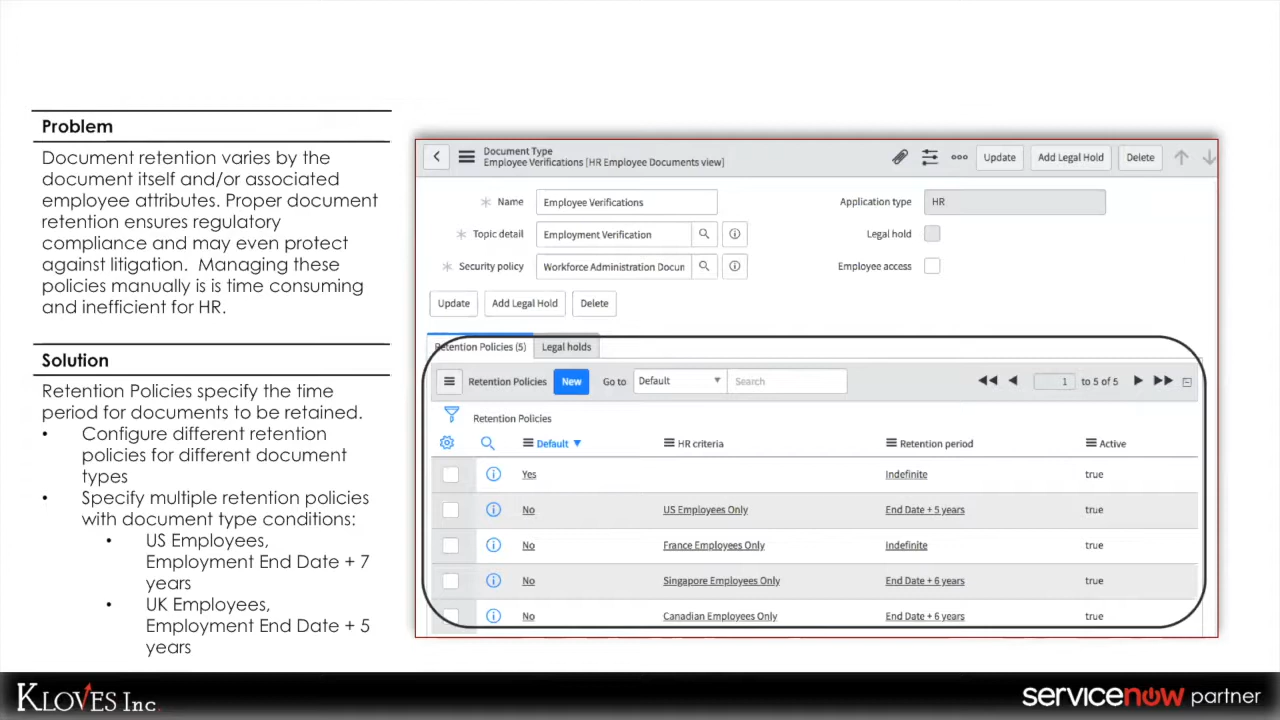 Problem
Document retention varies by the
document itself and/or associated
employee attributes. Proper document
retention ensures regulatory
compliance and may even protect
against litigation.  Managing these
policies manually is is time consuming
and inefficient for HR.
Solution
Retention Policies specify the time
period for documents to be retained.
• Configure different retention
policies for different document
types
• Specify multiple retention policies
with document type conditions:
• US Employees,
Employment End Date + 7
years
• UK Employees,
Employment End Date + 5
years
Document Type
Employee Verifications [HR Employee Documents view]
Update Add Legal Hold Delete
Name Employee Verifications Application type HR
Topic detail Employment Verification Legal hold
Security policy Workforce Administration Docun Employee access
Update Add Legal Hold Delete
Retention Policies (5) Legal holds
Retention Policies New Go to Default Search 1 to 5 of 5
Retention Policies
Default HR criteria Retention period Active
Yes Indefinite true
No US Employees Only End Date + 5 years true
No France Employees Only Indefinite true
No Singapore Employees Only End Date + 6 years true
No Canadian Employees Only End Date + 6 years true
KLOVES Inc.
servicenow partner